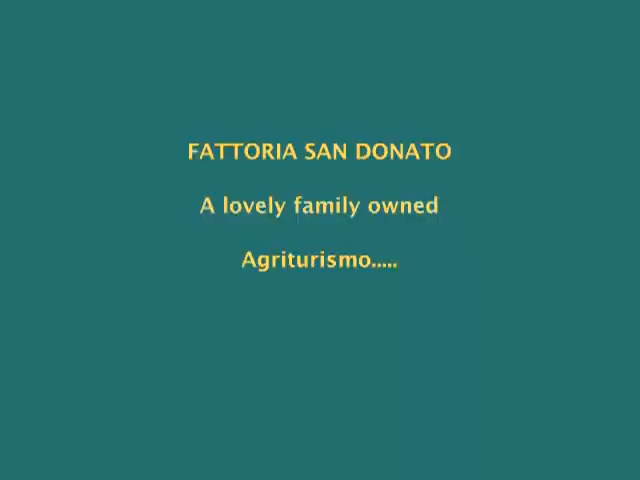 FATTORIA SAN DONATO
A lovely family owned
Agriturismo.....